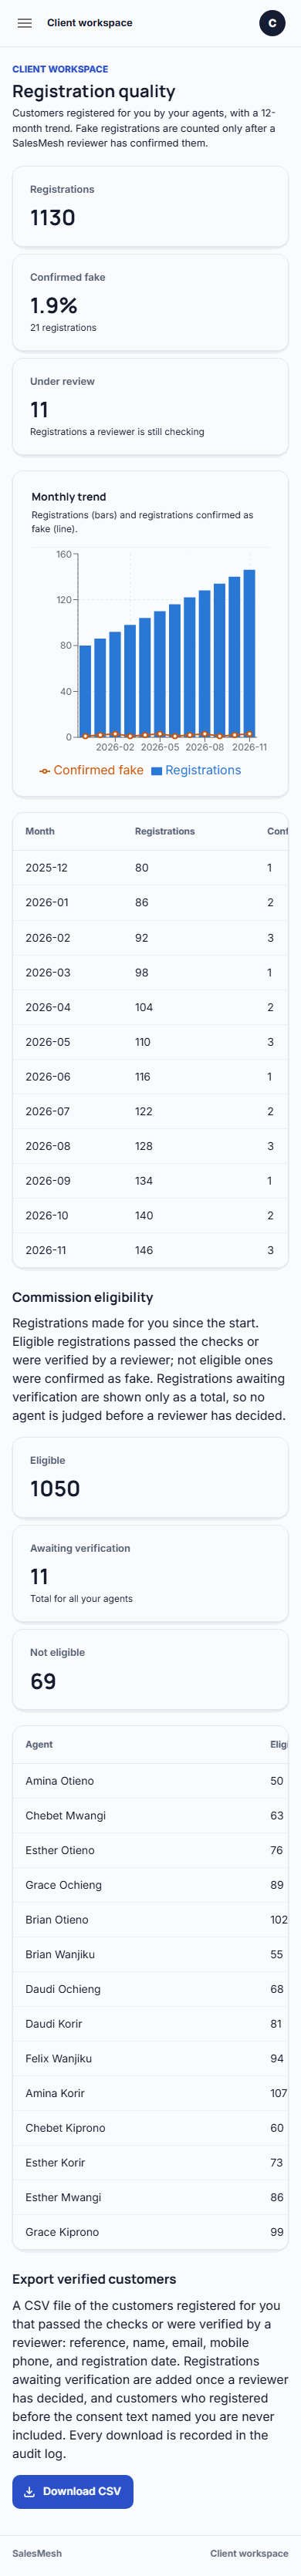 Client workspace
C
CLIENT WORKSPACE
Registration quality
Customers registered for you by your agents, with a 12-
month trend. Fake registrations are counted only after a
SalesMesh reviewer has confirmed them.
Registrations
1130
Confirmed fake
1.9%
21 registrations
Under review
11
Registrations a reviewer is still checking
Monthly trend
Registrations (bars) and registrations confirmed as
fake (line).
160
120
80
40
0
2026-02 2026-05 2026-08 2026-11
Confirmed fake Registrations
Month Registrations Conf
2025-12 80 1
2026-01 86 2
2026-02 92 3
2026-03 98 1
2026-04 104 2
2026-05 110 3
2026-06 116 1
2026-07 122 2
2026-08 128 3
2026-09 134 1
2026-10 140 2
2026-11 146 3
Commission eligibility
Registrations made for you since the start.
Eligible registrations passed the checks or
were verified by a reviewer; not eligible ones
were confirmed as fake. Registrations awaiting
verification are shown only as a total, so no
agent is judged before a reviewer has decided.
Eligible
1050
Awaiting verification
11
Total for all your agents
Not eligible
69
Agent Eligi
Amina Otieno 50
Chebet Mwangi 63
Esther Otieno 76
Grace Ochieng 89
Brian Otieno 102
Brian Wanjiku 55
Daudi Ochieng 68
Daudi Korir 81
Felix Wanjiku 94
Amina Korir 107
Chebet Kiprono 60
Esther Korir 73
Esther Mwangi 86
Grace Kiprono 99
Export verified customers
A CSV file of the customers registered for you
that passed the checks or were verified by a
reviewer: reference, name, email, mobile
phone, and registration date. Registrations
awaiting verification are added once a reviewer
has decided, and customers who registered
before the consent text named you are never
included. Every download is recorded in the
audit log.
Download CSV
SalesMesh Client workspace